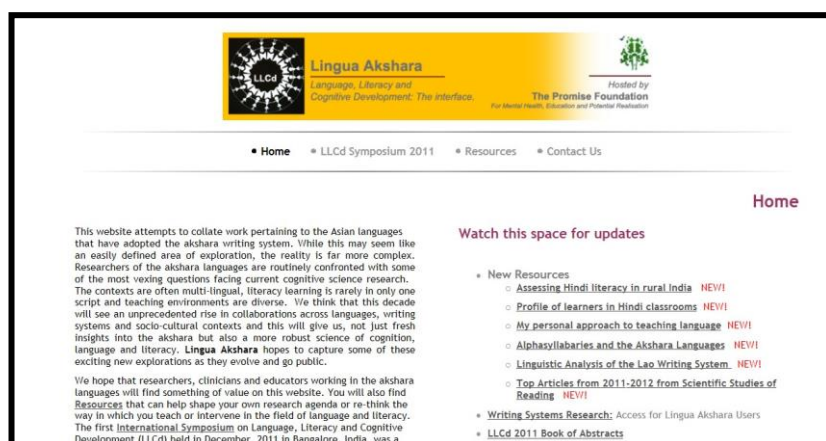 LLCd
Lingua Akshara
Language, Literacy and
Cognitive Development: The interface.
Hosted by
The Promise Foundation
For Mental Health, Education and Potential Realisation
• Home • LLCd Symposium 2011 • Resources • Contact Us
Home
This website attempts to collate work pertaining to the Asian languages
that have adopted the akshara writing system. While this may seem like
an easily defined area of exploration, the reality is far more complex.
Researchers of the akshara languages are routinely confronted with some
of the most vexing questions facing current cognitive science research.
The contexts are often multi-lingual, literacy learning is rarely in only one
script and teaching environments are diverse. We think that this decade
will see an unprecedented rise in collaborations across languages, writing
systems and socio-cultural contexts and this will give us, not just fresh
insights into the akshara but also a more robust science of cognition,
language and literacy. Lingua Akshara hopes to capture some of these
exciting new explorations as they evolve and go public.
We hope that researchers, clinicians and educators working in the akshara
languages will find something of value on this website. You will also find
Resources that can help shape your own research agenda or re-think the
way in which you teach or intervene in the field of language and literacy.
The first International Symposium on Language, Literacy and Cognitive
Development (LLCd) held in December, 2011 in Bangalore, India, was a
Watch this space for updates
• New Resources
○ Assessing Hindi literacy in rural India NEW!
○ Profile of learners in Hindi classrooms NEW!
○ My personal approach to teaching language NEW!
○ Alphasyllabaries and the Akshara Languages NEW!
○ Linguistic Analysis of the Lao Writing System NEW!
○ Top Articles from 2011-2012 from Scientific Studies of
Reading NEW!
• Writing Systems Research: Access for Lingua Akshara Users
• LLCd 2011 Book of Abstracts